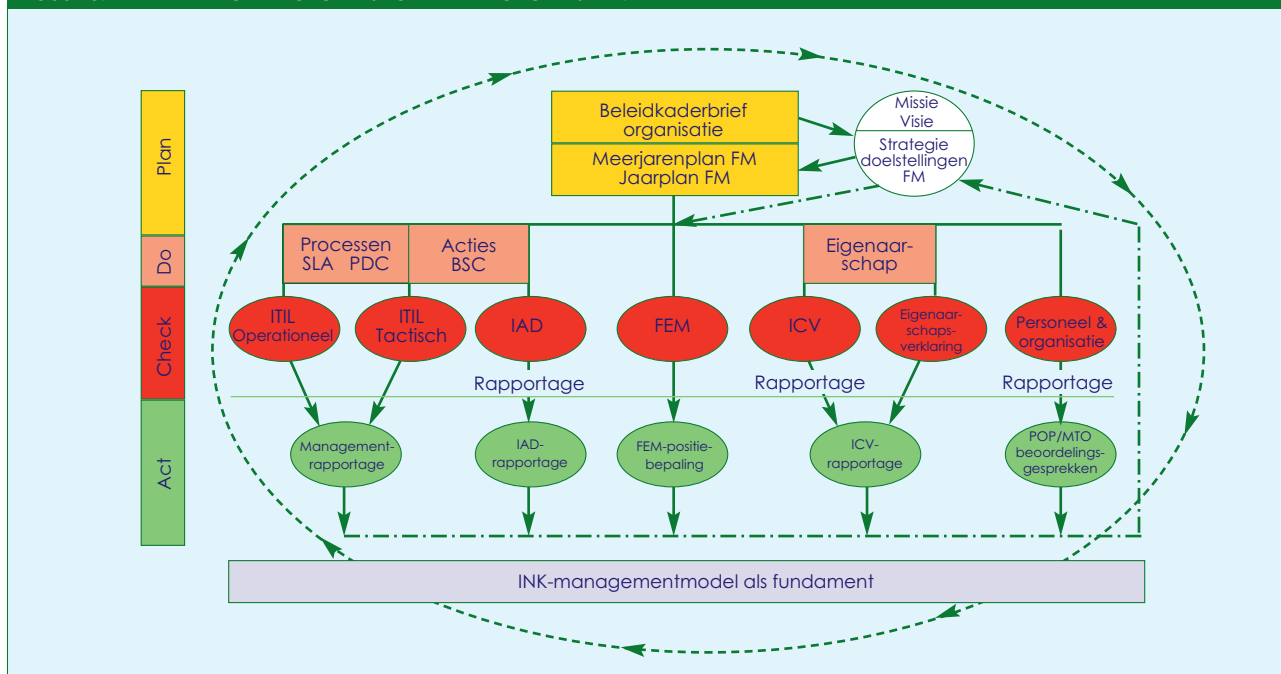 Plan
Do
Check
Act
Beleidkaderbrief
organisatie
Meerjarenplan FM
Jaarplan FM
Missie
Visie
Strategie
doelstellingen
FM
Processen
SLA PDC
Acties
BSC
Eigenaar-
schap
ITIL
Operationeel
ITIL
Tactisch
IAD
FEM
ICV
Eigenaar-
schaps-
verklaring
Personeel &
organisatie
Rapportage
Rapportage
Rapportage
Management-
rapportage
IAD-
rapportage
FEM-positie-
bepaling
ICV-
rapportage
POP/MTO
beoordelings-
gesprekken
INK-managementmodel als fundament